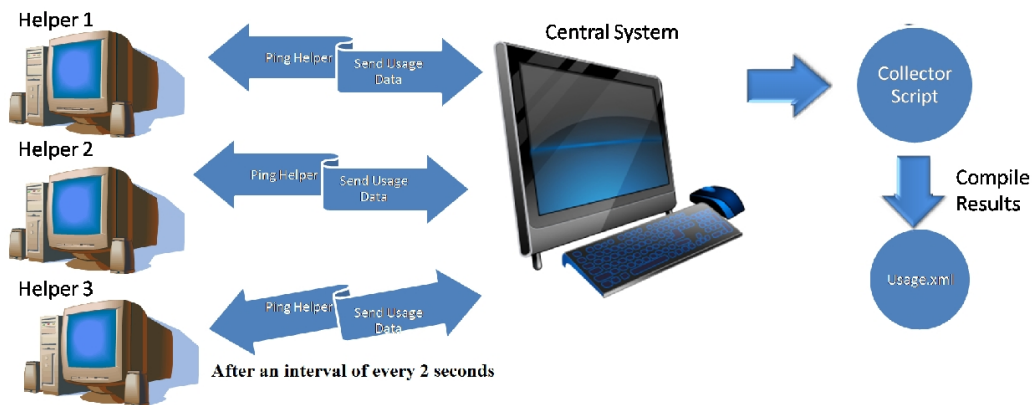 Helper 1
Ping Helper
Send Usage
Data
Central System
Collector
Script
Helper 2
Ping Helper
Send Usage
Data
Compile
Results
Helper 3
Ping Helper
Send Usage
Data
Usage.xml
After an interval of every 2 seconds